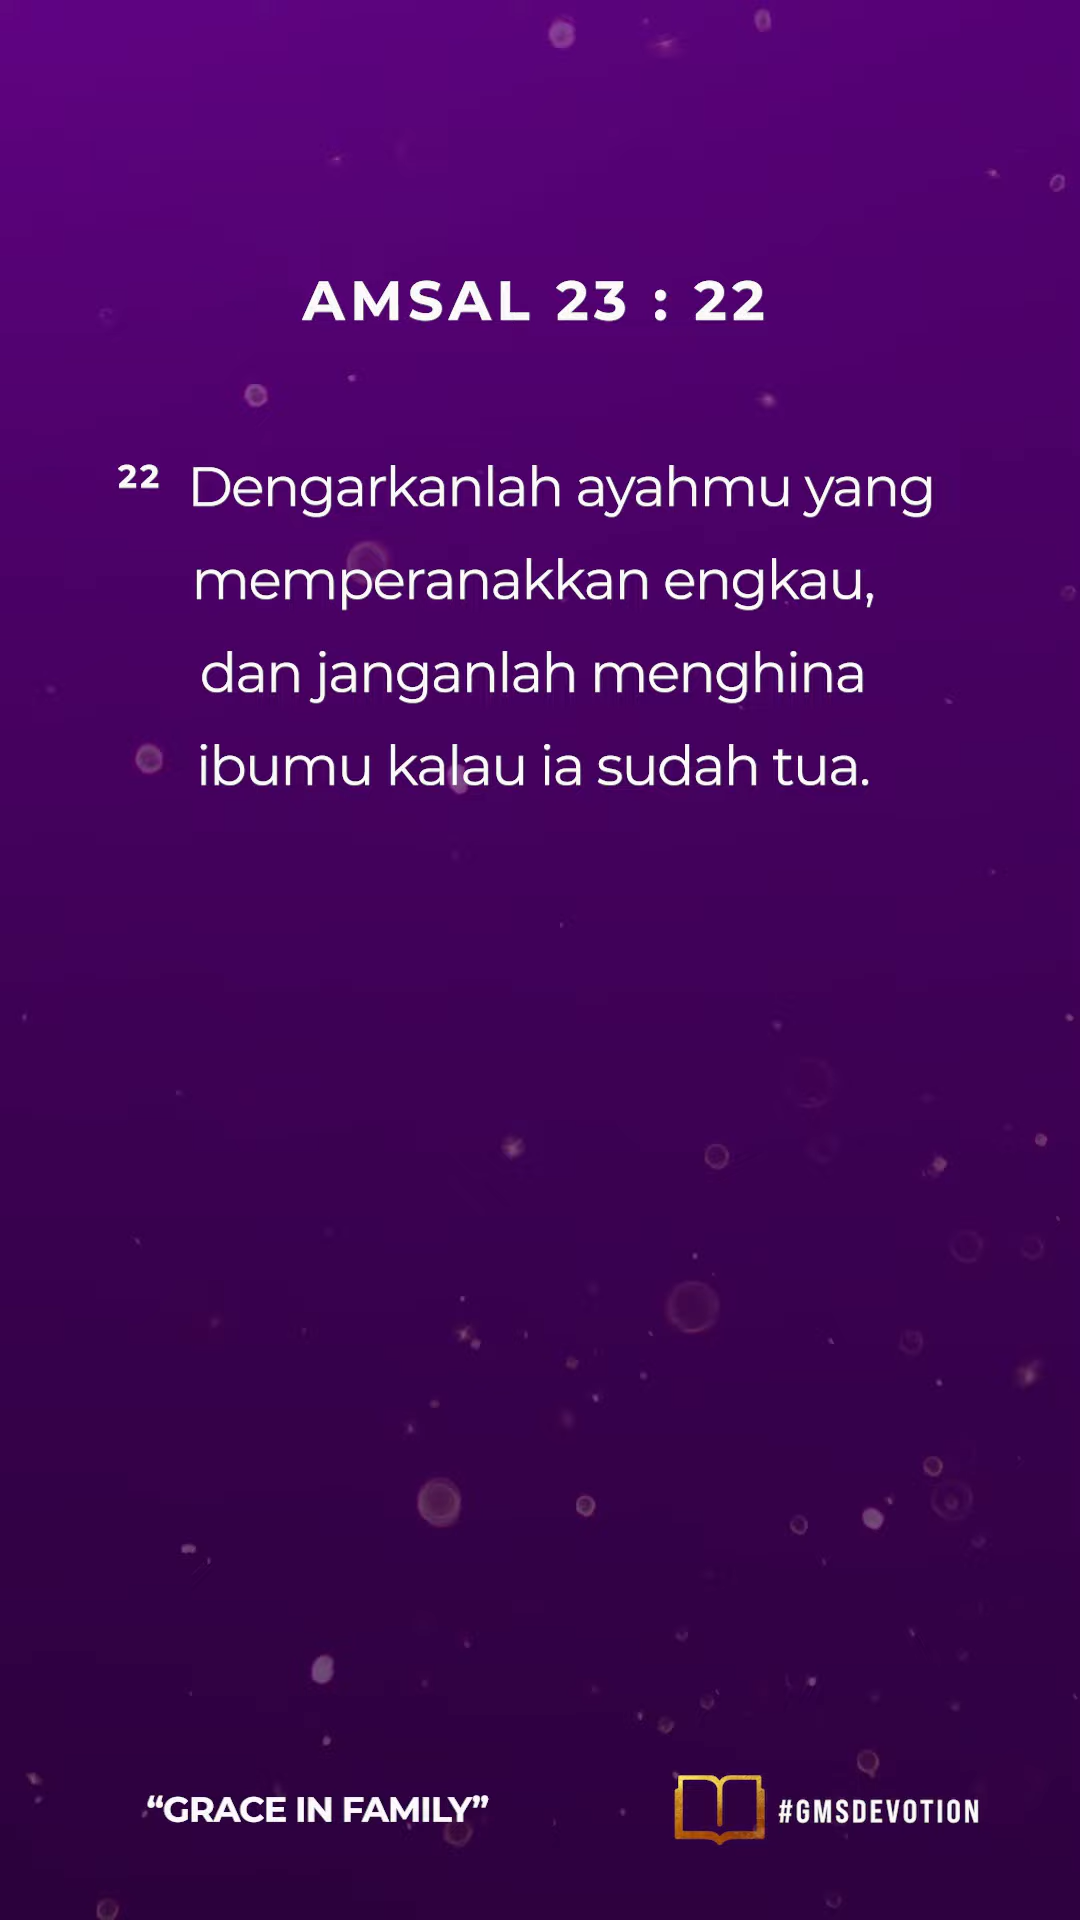 AMSAL 23 : 22
22 Dengarkanlah ayahmu yang
memperanakkan engkau,
dan janganlah menghina
ibumu kalau ia sudah tua.
“GRACE IN FAMILY”
#GMSDEVOTION